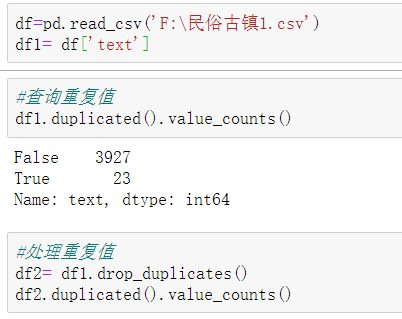 df=pd.read_csv('F:\民俗古镇1.csv')
df1= df['text']
#查询重复值
df1.duplicated().value_counts()
False    3927
True       23
Name: text, dtype: int64
#处理重复值
df2= df1.drop_duplicates()
df2.duplicated().value_counts()